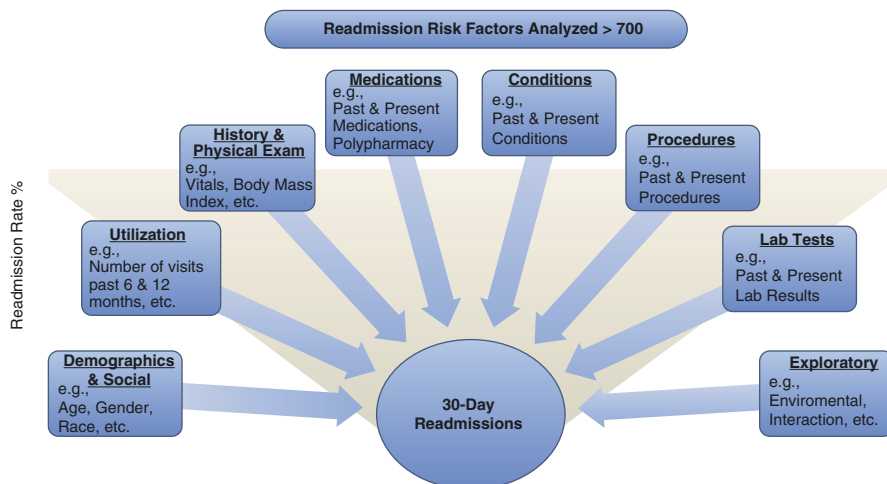 Readmission Risk Factors Analyzed > 700
Readmission Rate %
Demographics
& Social
e.g.,
Age, Gender,
Race, etc.
Utilization
e.g.,
Number of visits
past 6 & 12
months, etc.
History &
Physical Exam
e.g.,
Vitals, Body Mass
Index, etc.
Medications
e.g.,
Past & Present
Medications,
Polypharmacy
Conditions
e.g.,
Past & Present
Conditions
Procedures
e.g.,
Past & Present
Procedures
Lab Tests
e.g.,
Past & Present
Lab Results
Exploratory
e.g.,
Enviromental,
Interaction, etc.
30-Day
Readmissions